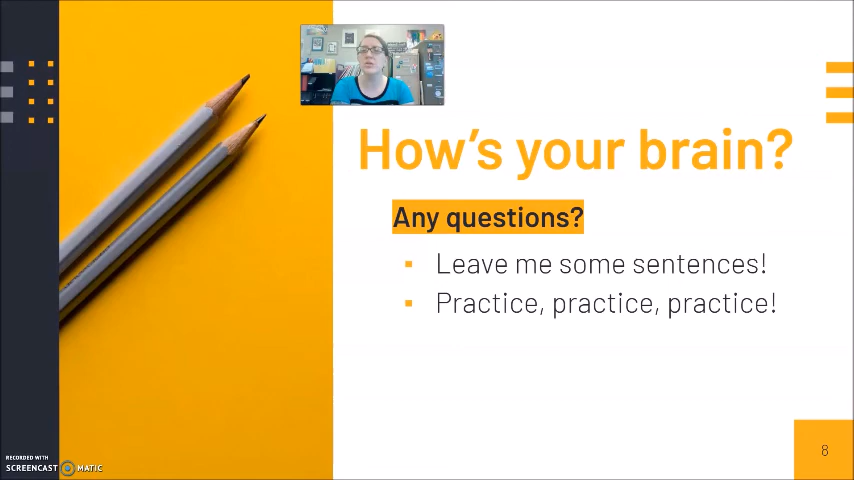 How's your brain?
Any questions?
Leave me some sentences!
Practice, practice, practice!
8
RECORDED WITH
SCREENCAST MATIC